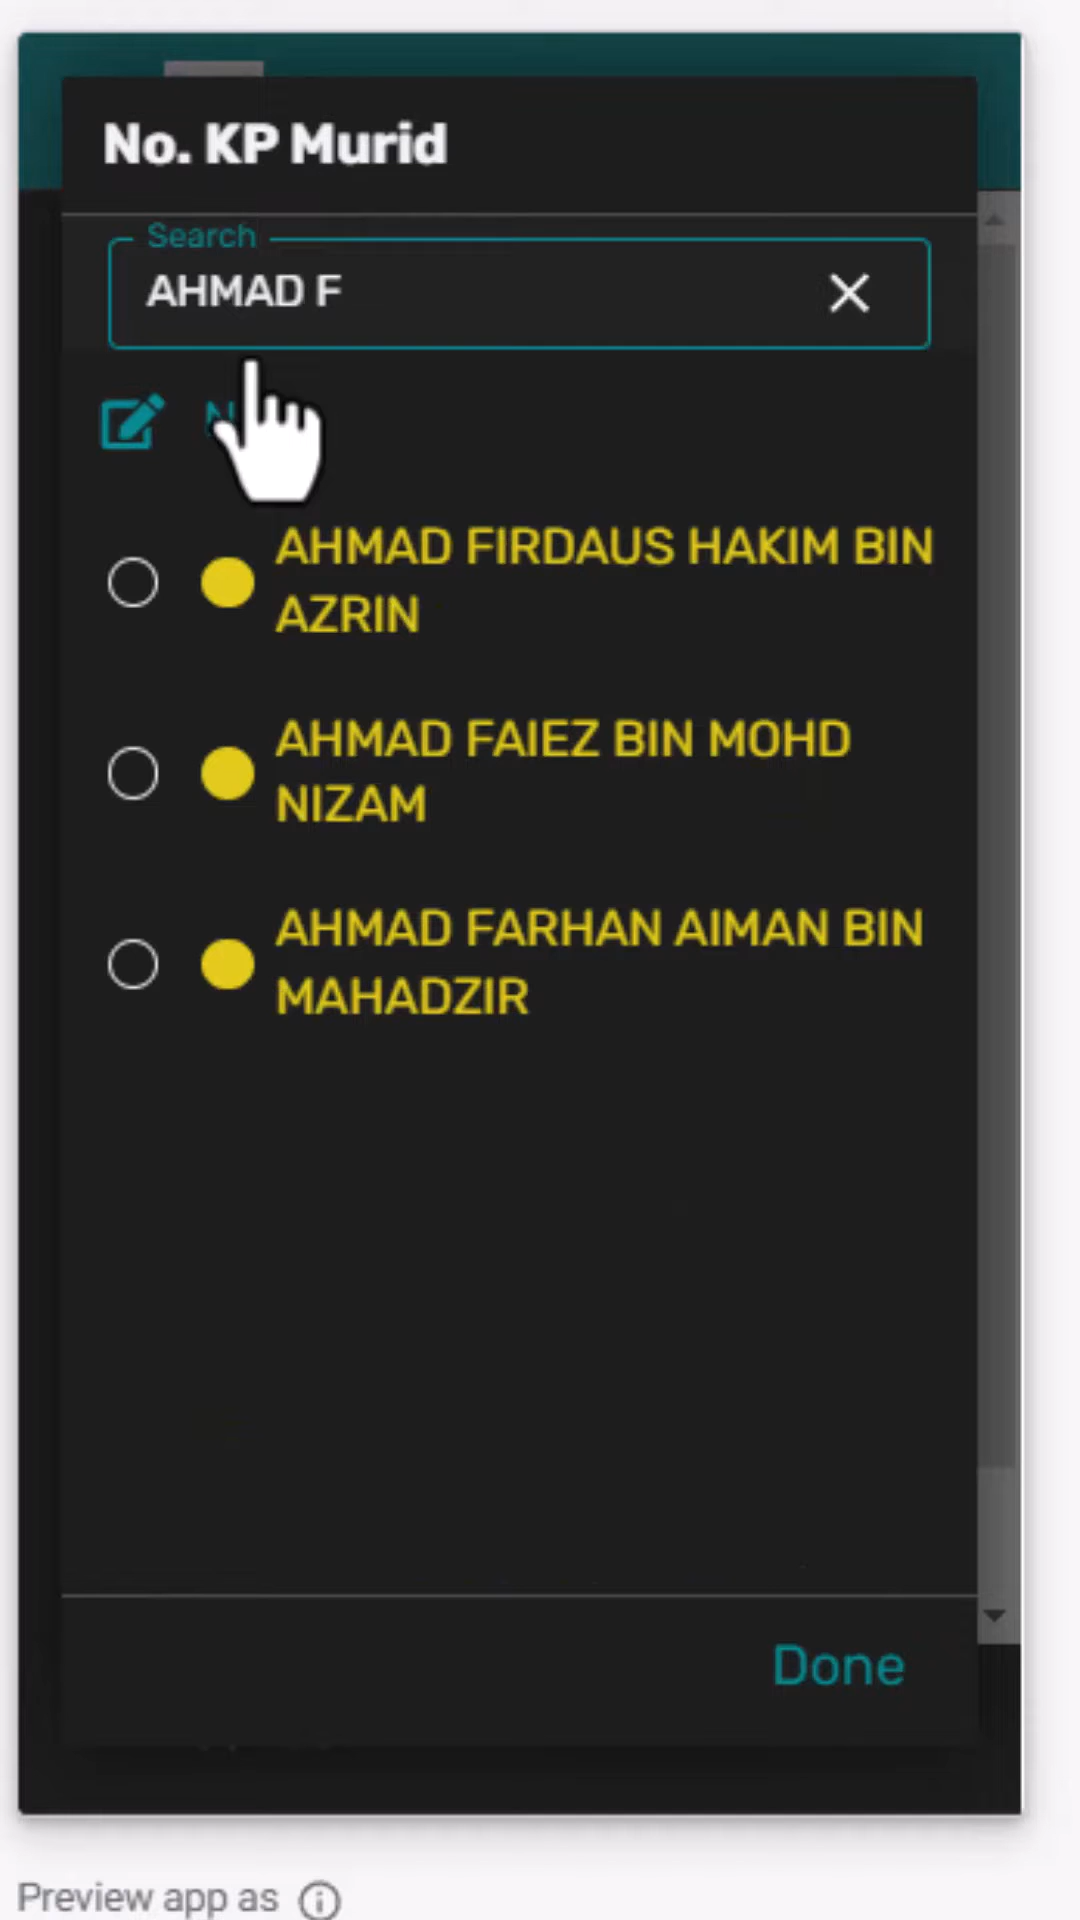 No. KP Murid
Search
AHMAD F
AHMAD FIRDAUS HAKIM BIN
AZRIN
AHMAD FAIEZ BIN MOHD
NIZAM
AHMAD FARHAN AIMAN BIN
MAHADZIR
Done
Preview app as